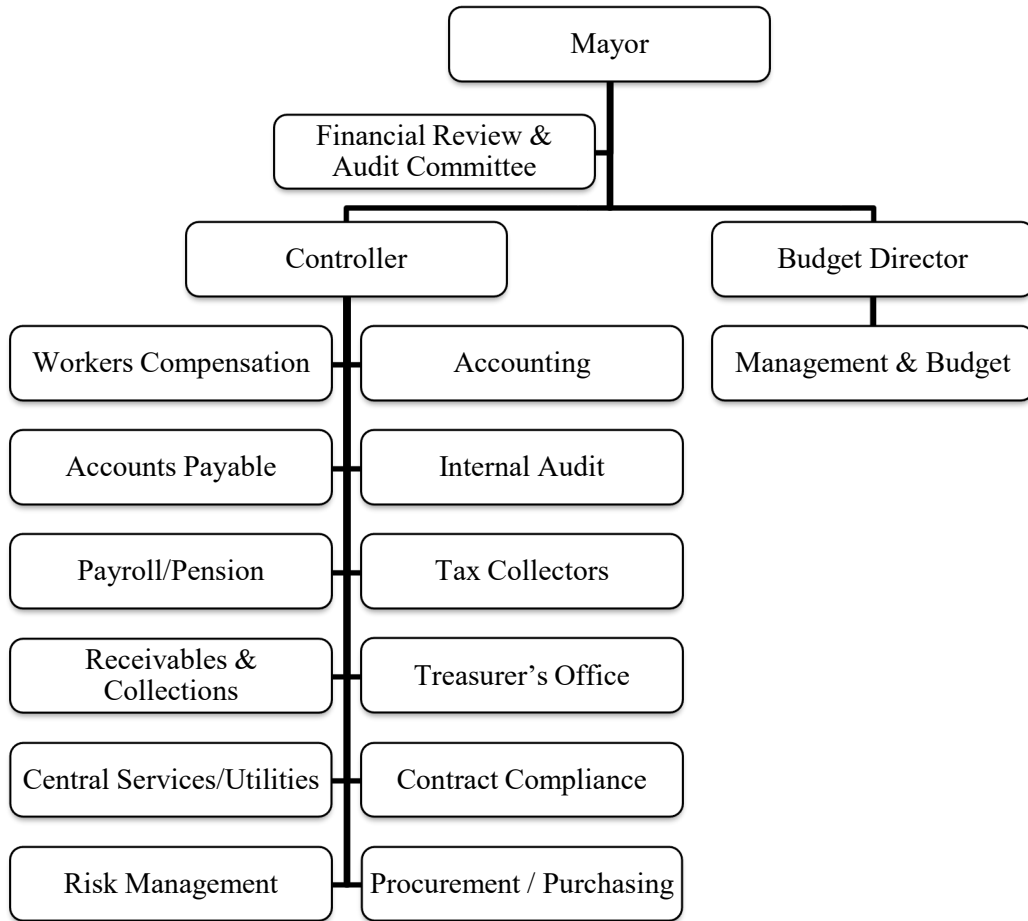 Mayor
Financial Review &
Audit Committee
Controller
Budget Director
Workers Compensation
Accounting
Management & Budget
Accounts Payable
Internal Audit
Payroll/Pension
Tax Collectors
Receivables &
Collections
Treasurer’s Office
Central Services/Utilities
Contract Compliance
Risk Management
Procurement / Purchasing